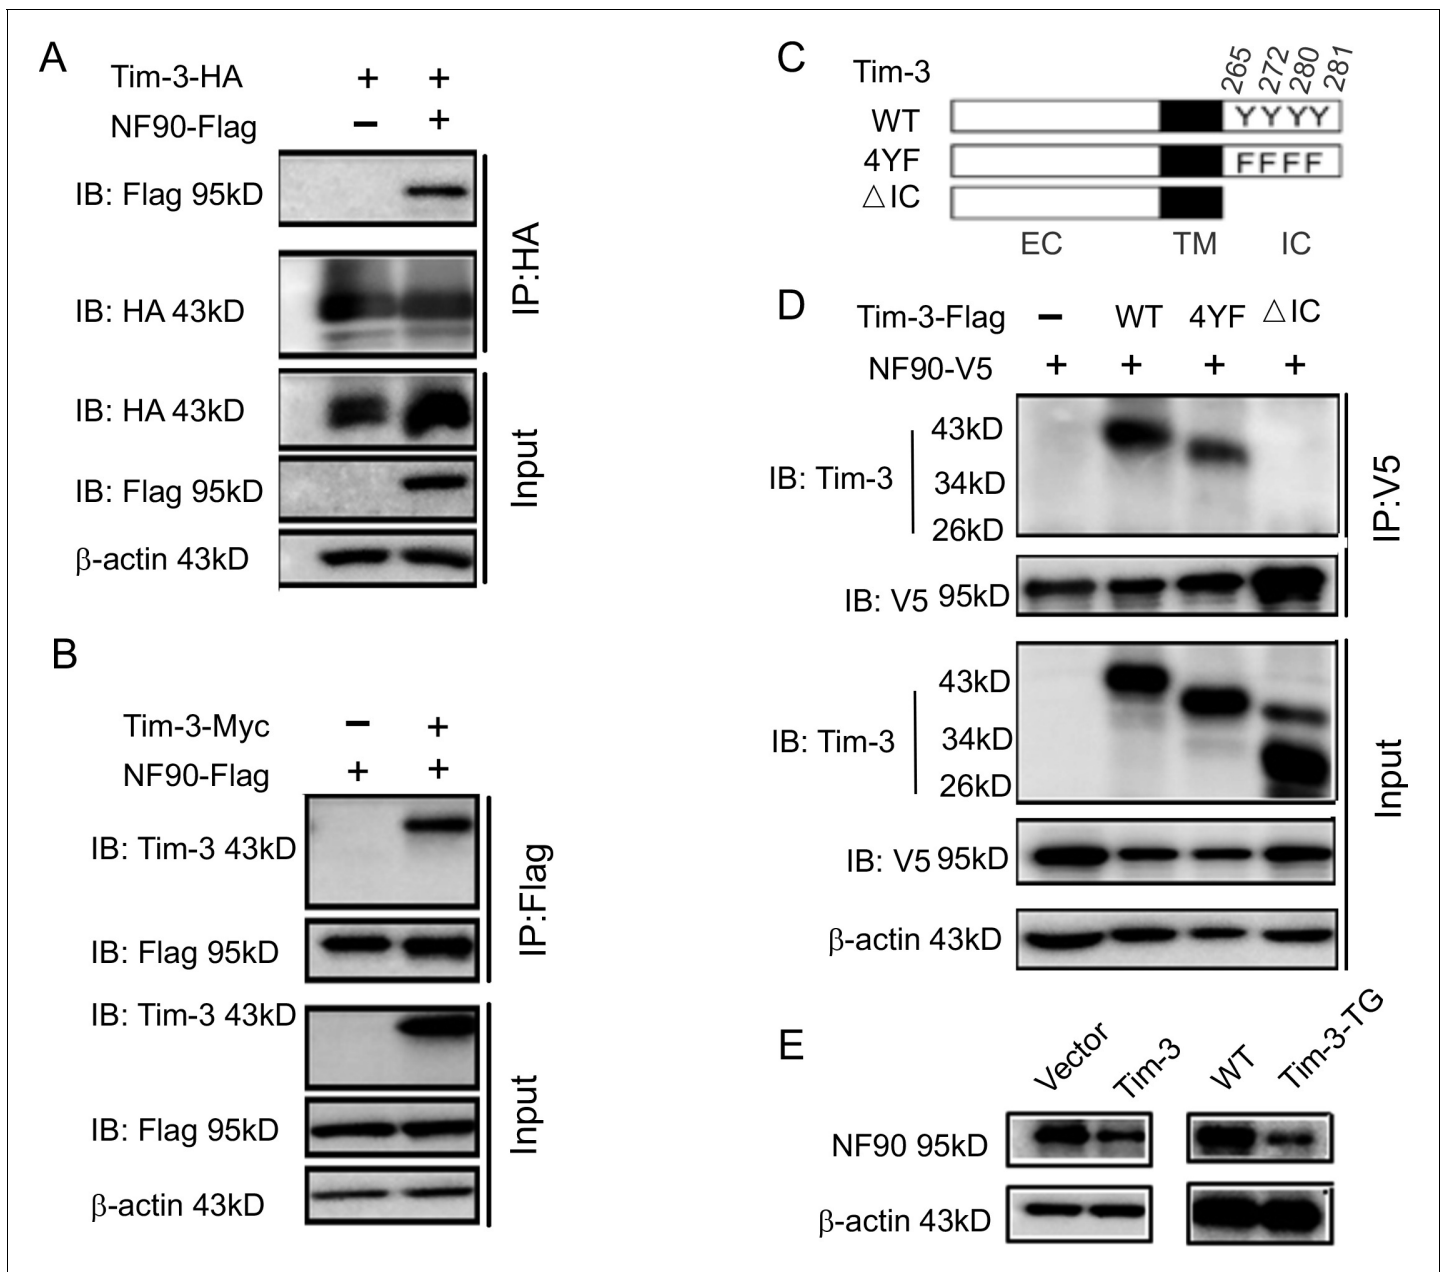 A
Tim-3-HA + +
NF90-Flag − +
IB: Flag 95kD
IB: HA 43kD
IP:HA
IB: HA 43kD
IB: Flag 95kD
β-actin 43kD
Input
B
Tim-3-Myc − +
NF90-Flag + +
IB: Tim-3 43kD
IB: Flag 95kD
IP:Flag
IB: Tim-3 43kD
IB: Flag 95kD
β-actin 43kD
Input
C
Tim-3 265 272 280 281
WT YYYY
4YF FFFF
△IC
EC TM IC
D
Tim-3-Flag − WT 4YF △IC
NF90-V5 + + + +
43kD
IB: Tim-3 34kD
26kD
IB: V5 95kD
IP:V5
43kD
IB: Tim-3 34kD
26kD
IB: V5 95kD
β-actin 43kD
Input
E
Vector Tim-3 WT Tim-3-TG
NF90 95kD
β-actin 43kD